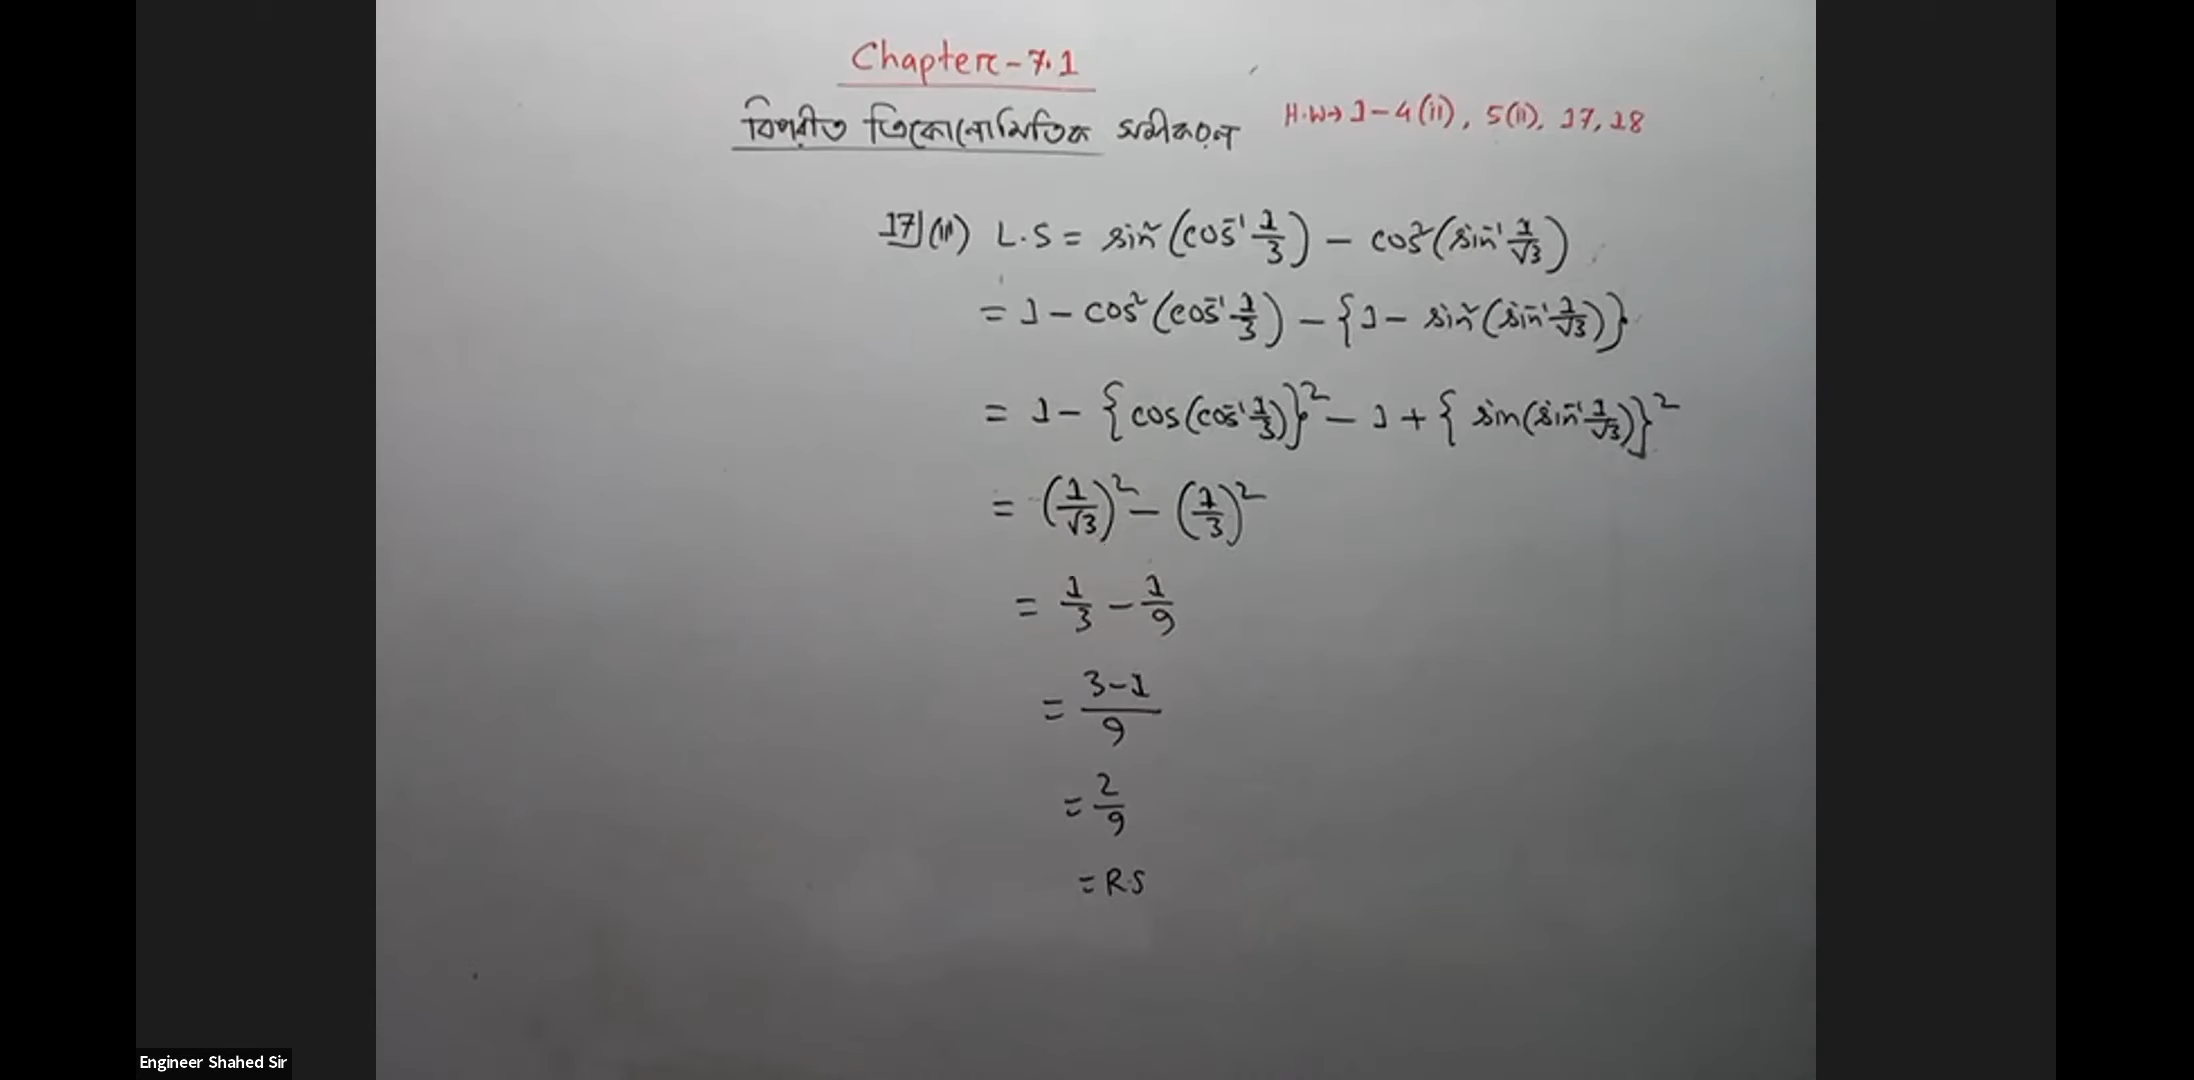 Chapter-7.1
বিপরীত ত্রিকোনোমিতিক সমীকরণ
H.W→ 1-4(ii), 5(ii), 17, 18
17](iii) L.S = sin²(cos⁻¹ 1/3) - cos²(sin⁻¹ 1/√3)
= 1 - cos²(cos⁻¹ 1/3) - {1 - sin²(sin⁻¹ 1/√3)}
= 1 - {cos(cos⁻¹ 1/3)}² - 1 + {sin(sin⁻¹ 1/√3)}²
= (1/√3)² - (1/3)²
= 1/3 - 1/9
= 3-1/9
= 2/9
= R.S
Engineer Shahed Sir